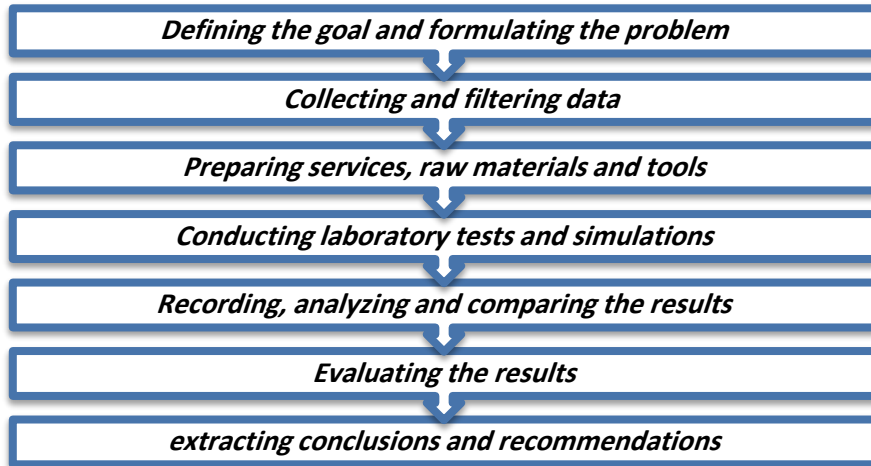 Defining the goal and formulating the problem
Collecting and filtering data
Preparing services, raw materials and tools
Conducting laboratory tests and simulations
Recording, analyzing and comparing the results
Evaluating the results
extracting conclusions and recommendations